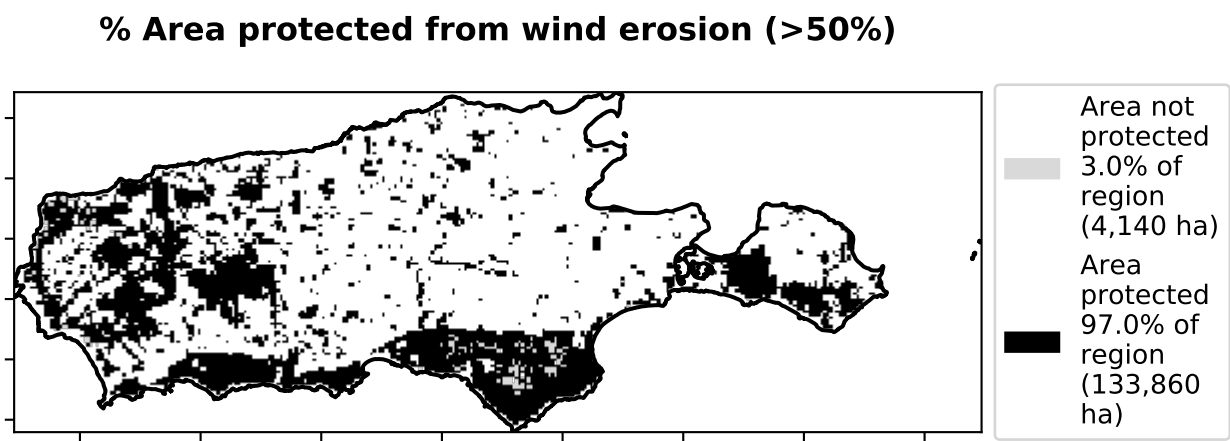 % Area protected from wind erosion (>50%)
Area not
protected
3.0% of
region
(4,140 ha)
Area
protected
97.0% of
region
(133,860
ha)